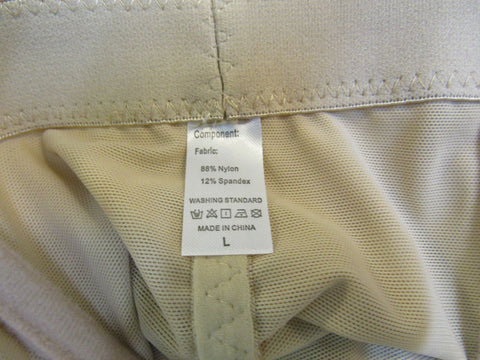 Component:
Fabric:
88% Nylon
12% Spandex
WASHING STANDARD
MADE IN CHINA
L